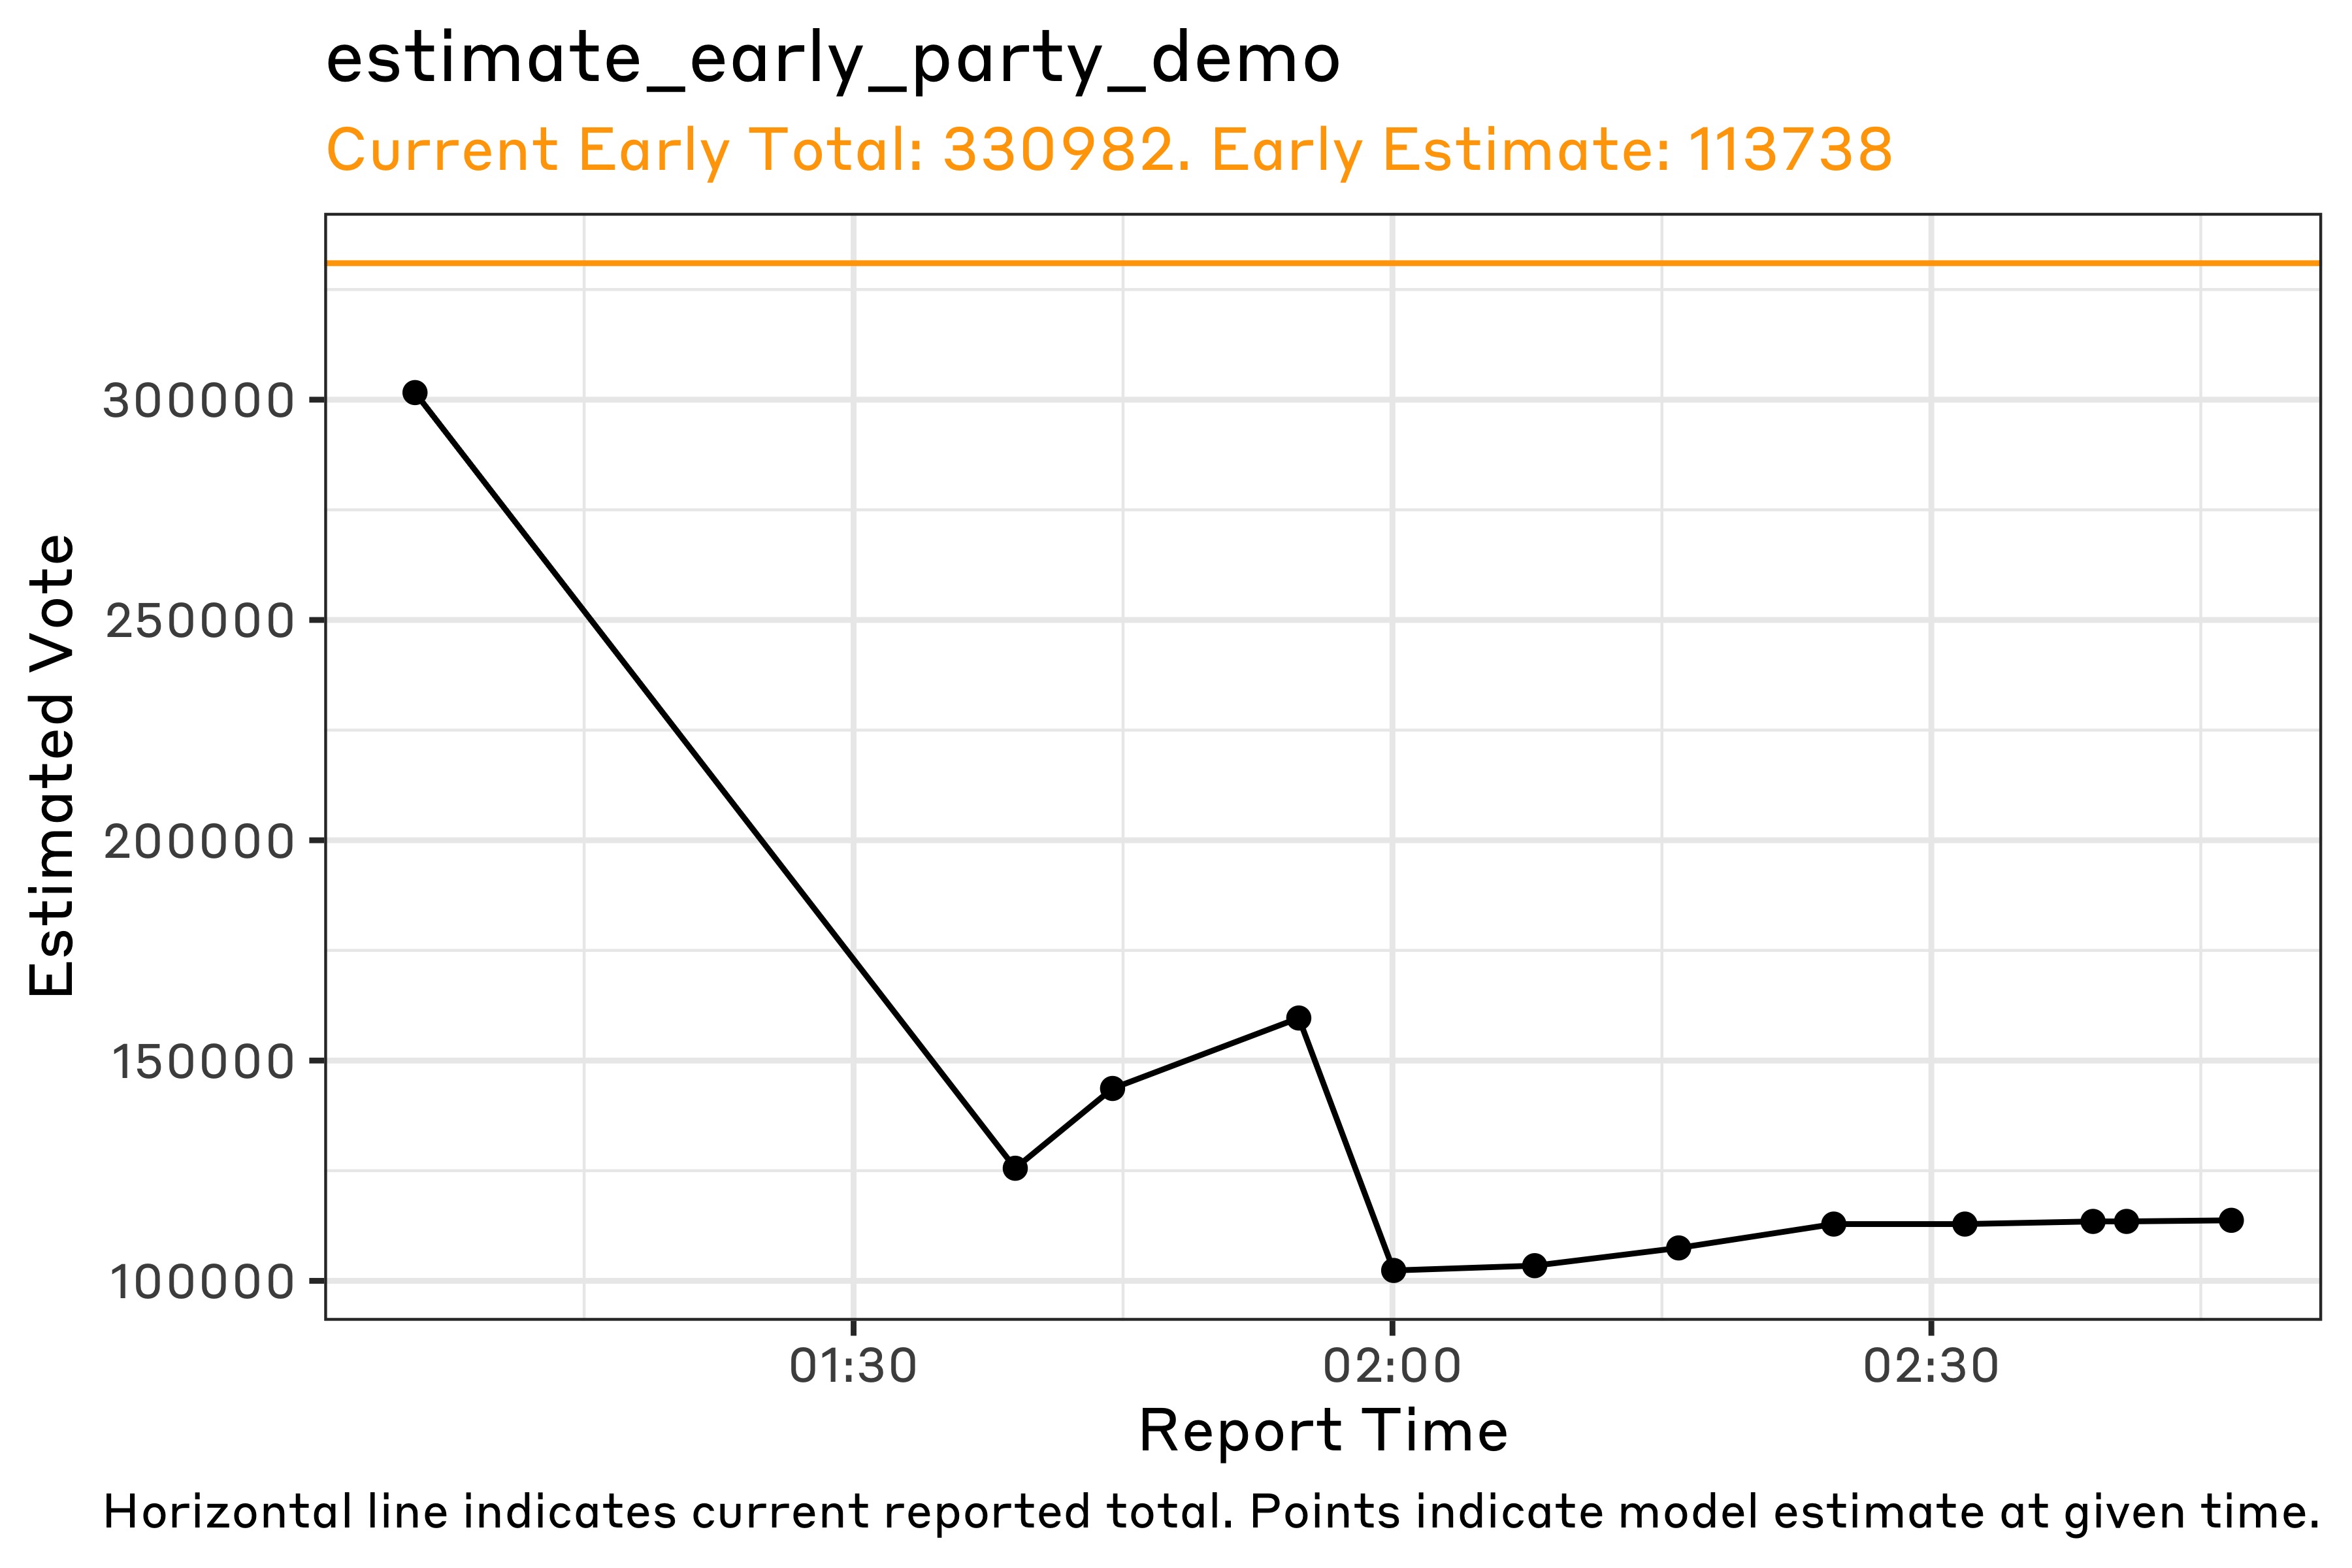 estimate_early_party_demo
Current Early Total: 330982. Early Estimate: 113738
Estimated Vote
300000
250000
200000
150000
100000
01:30 02:00 02:30
Report Time
Horizontal line indicates current reported total. Points indicate model estimate at given time.